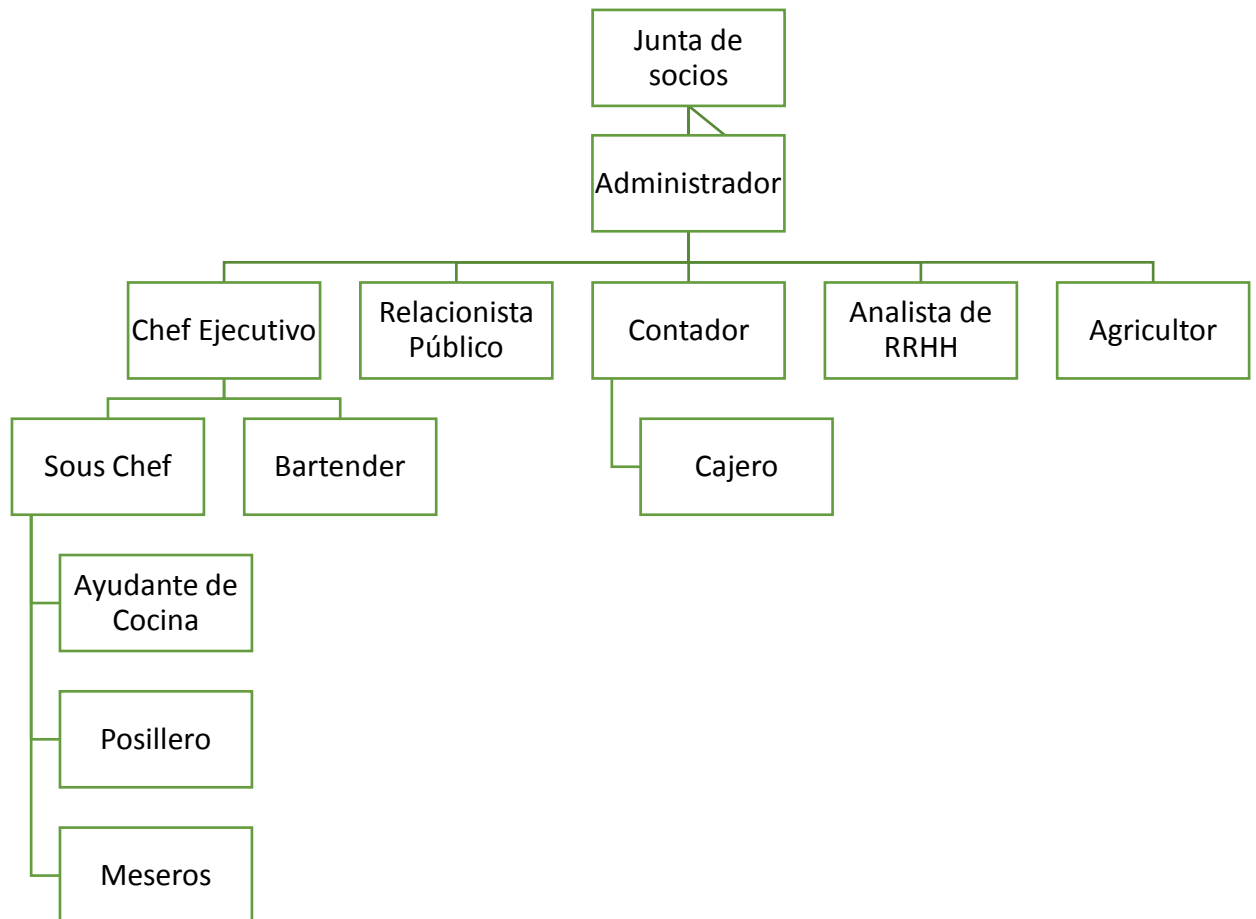 Junta de
socios
Administrador
Chef Ejecutivo
Relacionista
Público
Contador
Analista de
RRHH
Agricultor
Sous Chef
Bartender
Cajero
Ayudante de
Cocina
Posillero
Meseros